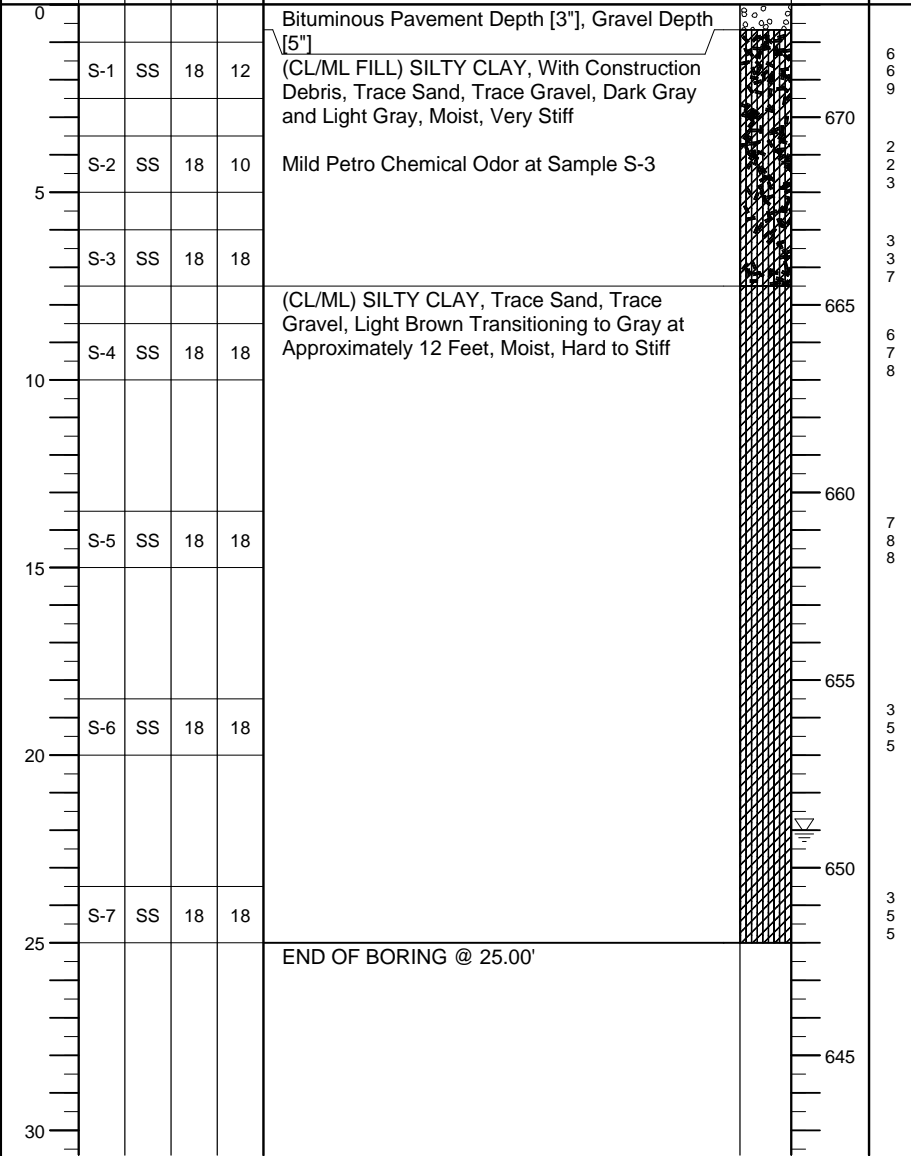 0
Bituminous Pavement Depth [3"], Gravel Depth
[5"]
S-1 SS 18 12
(CL/ML FILL) SILTY CLAY, With Construction
Debris, Trace Sand, Trace Gravel, Dark Gray
and Light Gray, Moist, Very Stiff
6
6
9
670
S-2 SS 18 10
Mild Petro Chemical Odor at Sample S-3
2
2
3
5
S-3 SS 18 18
3
3
7
(CL/ML) SILTY CLAY, Trace Sand, Trace
Gravel, Light Brown Transitioning to Gray at
Approximately 12 Feet, Moist, Hard to Stiff
665
S-4 SS 18 18
6
7
8
10
660
S-5 SS 18 18
7
8
8
15
655
S-6 SS 18 18
3
5
5
20
650
S-7 SS 18 18
3
5
5
25
END OF BORING @ 25.00'
645
30